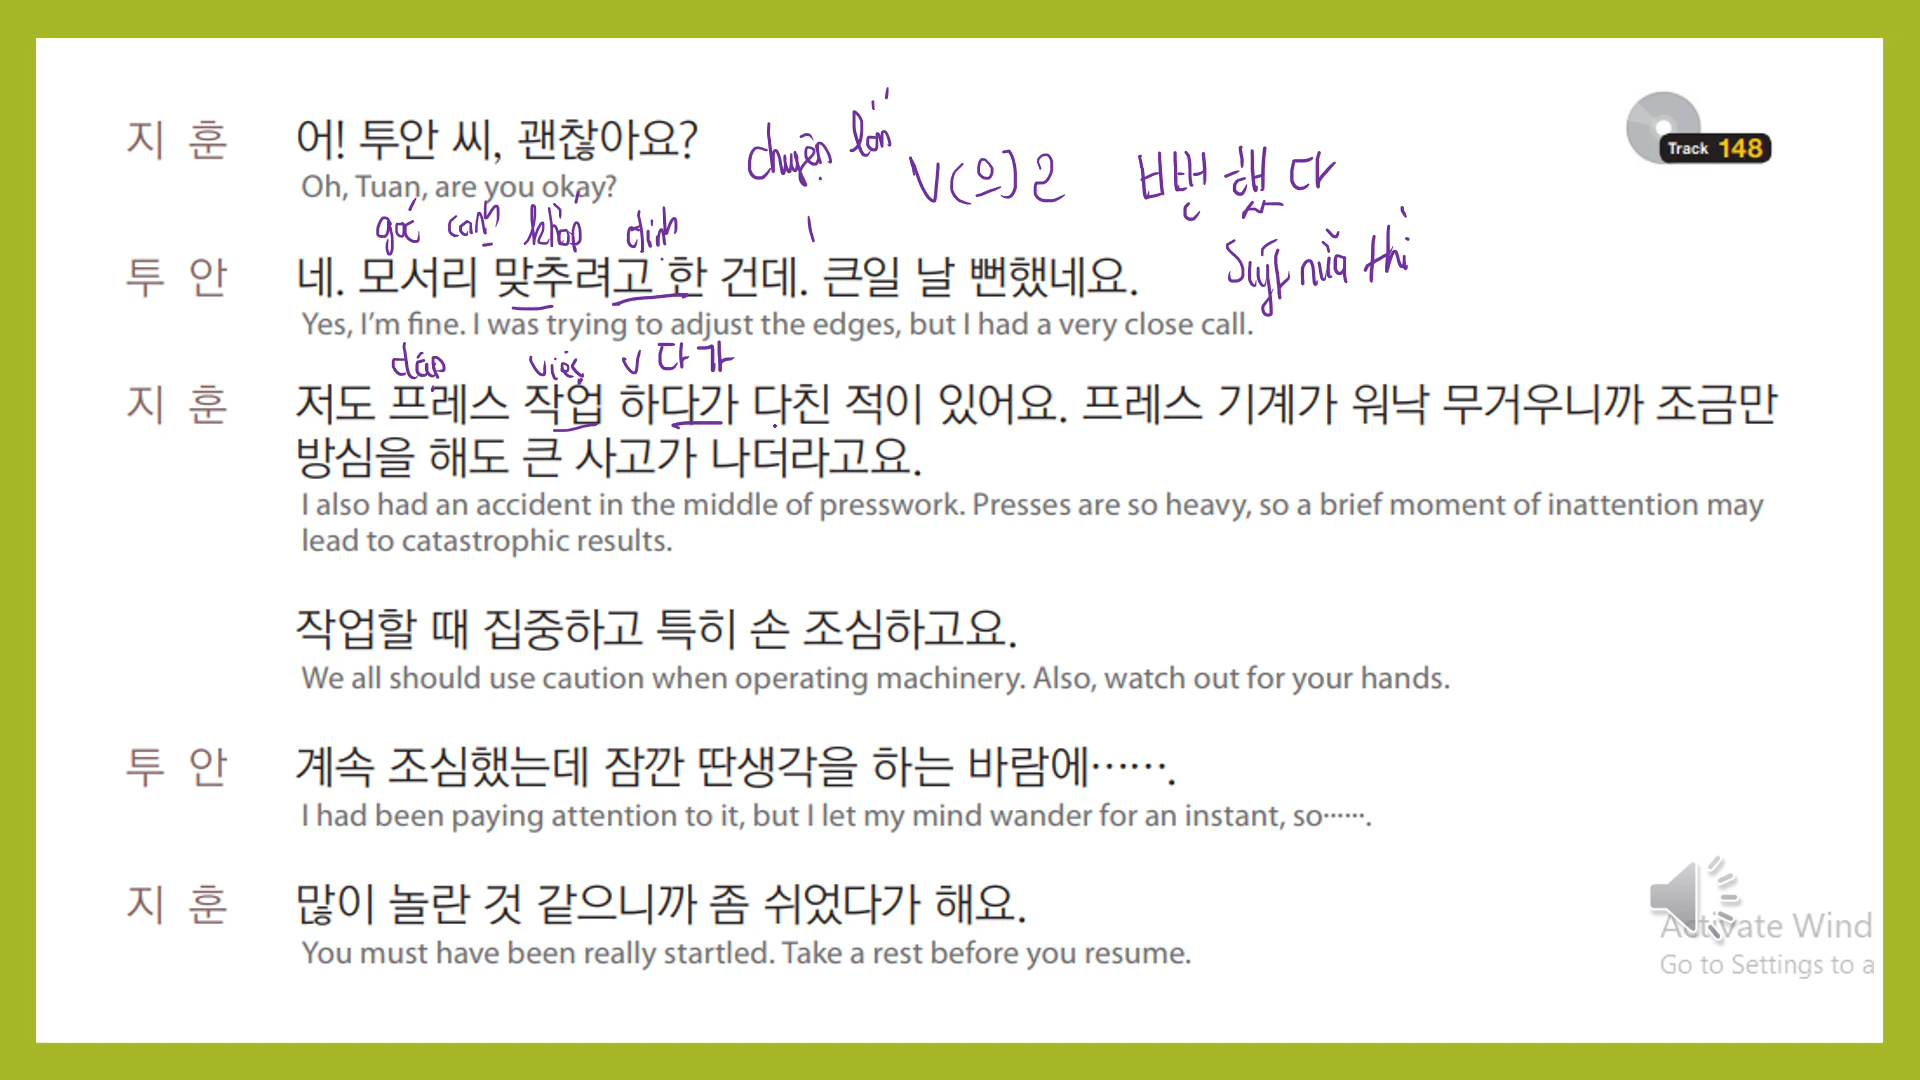 Track 148
chuyện lớn
V(으)ㄹ 뻔했다
지 훈 어! 투안 씨, 괜찮아요?
Oh, Tuan, are you okay?
góc cạnh khớp định
suýt nữa thì
투 안 네. 모서리 맞추려고 한 건데. 큰일 날 뻔했네요.
Yes, I'm fine. I was trying to adjust the edges, but I had a very close call.
dập việc V 다가
지 훈 저도 프레스 작업 하다가 다친 적이 있어요. 프레스 기계가 워낙 무거우니까 조금만
방심을 해도 큰 사고가 나더라고요.
I also had an accident in the middle of presswork. Presses are so heavy, so a brief moment of inattention may
lead to catastrophic results.
작업할 때 집중하고 특히 손 조심하고요.
We all should use caution when operating machinery. Also, watch out for your hands.
투 안 계속 조심했는데 잠깐 딴생각을 하는 바람에…….
I had been paying attention to it, but I let my mind wander for an instant, so…….
지 훈 많이 놀란 것 같으니까 좀 쉬었다가 해요.
You must have been really startled. Take a rest before you resume.
Activate Wind
Go to Settings to a